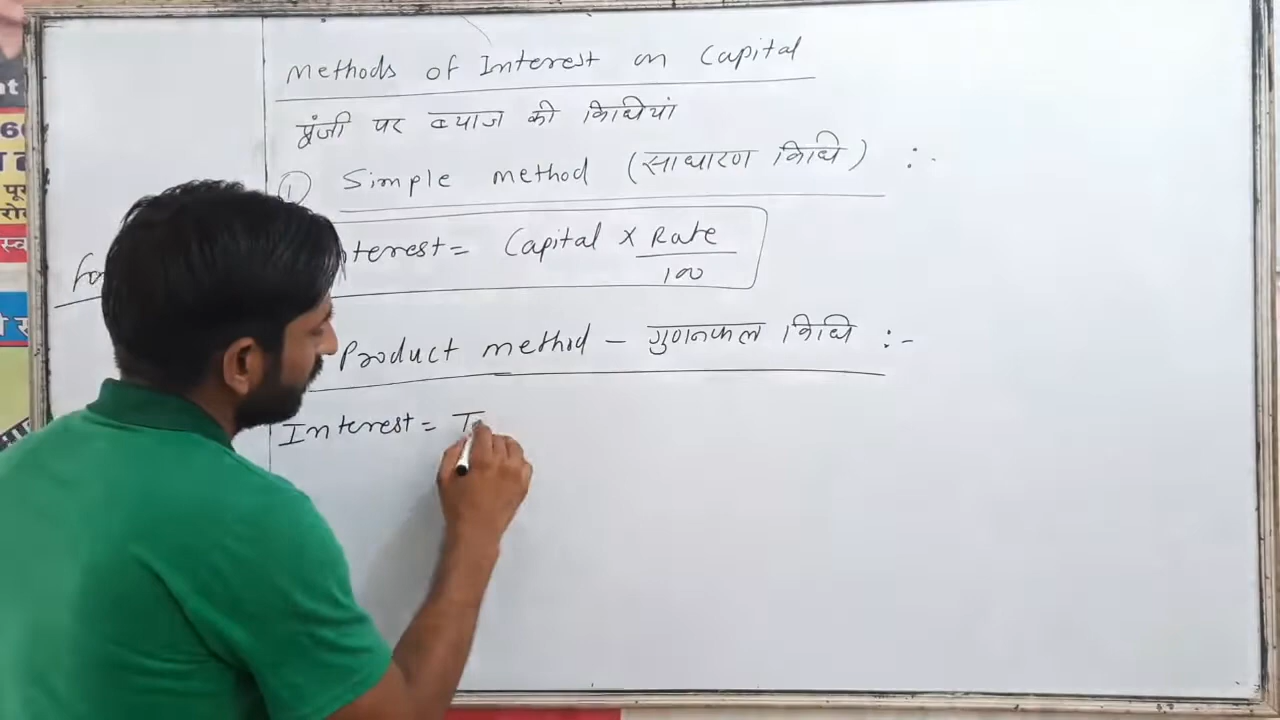 Methods of Interest on Capital
पूंजी पर ब्याज की विधियां
① Simple method (साधारण विधि) :-
terest = Capital × Rate
100
Product method - गुणनफल विधि :-
Interest = T